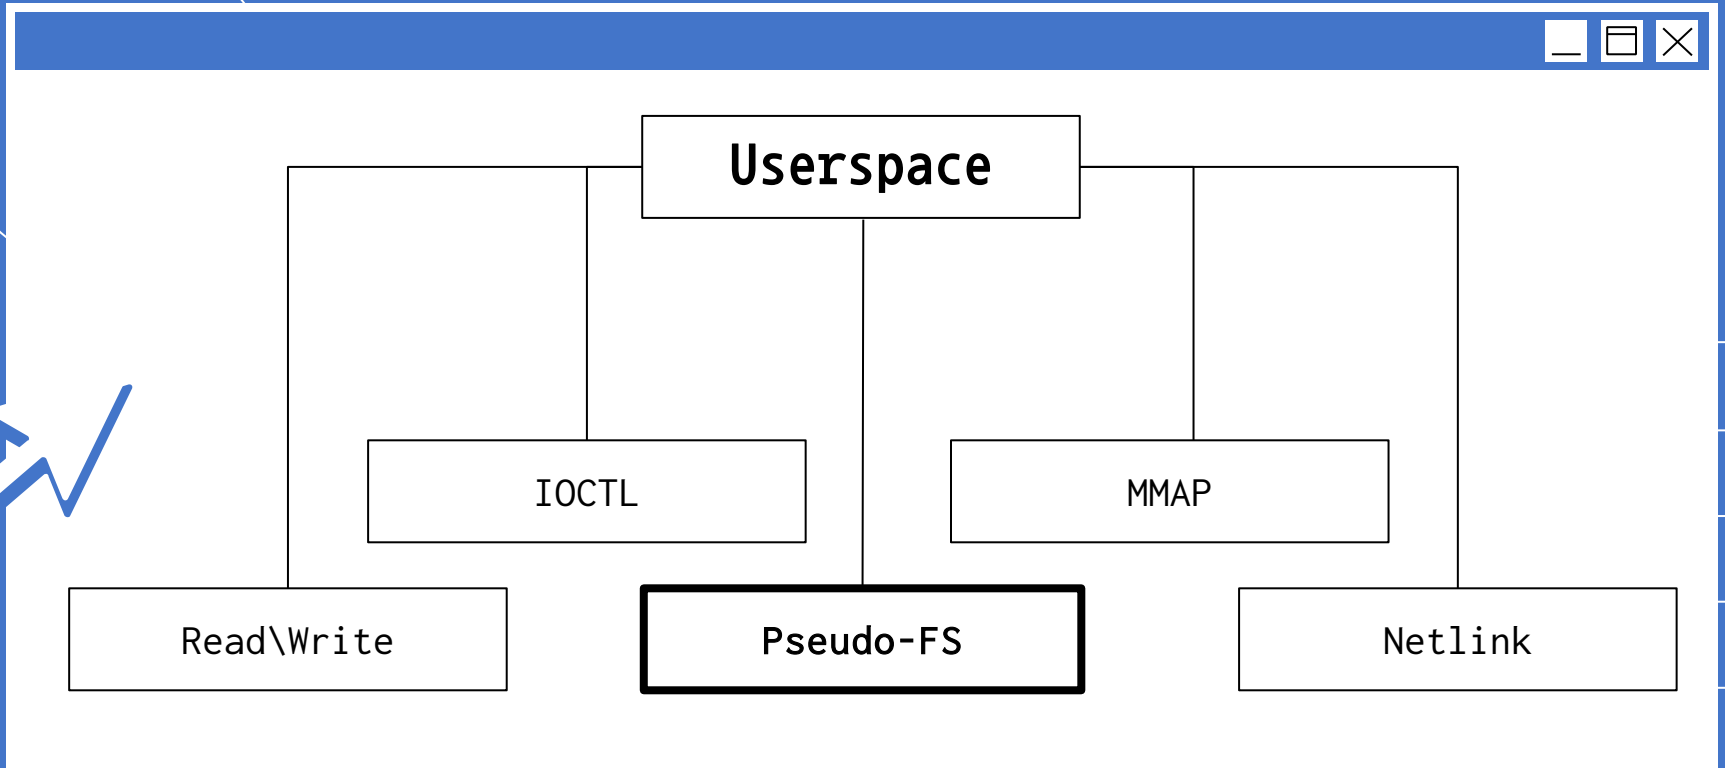 Userspace
IOCTL
MMAP
Read\Write
Pseudo-FS
Netlink